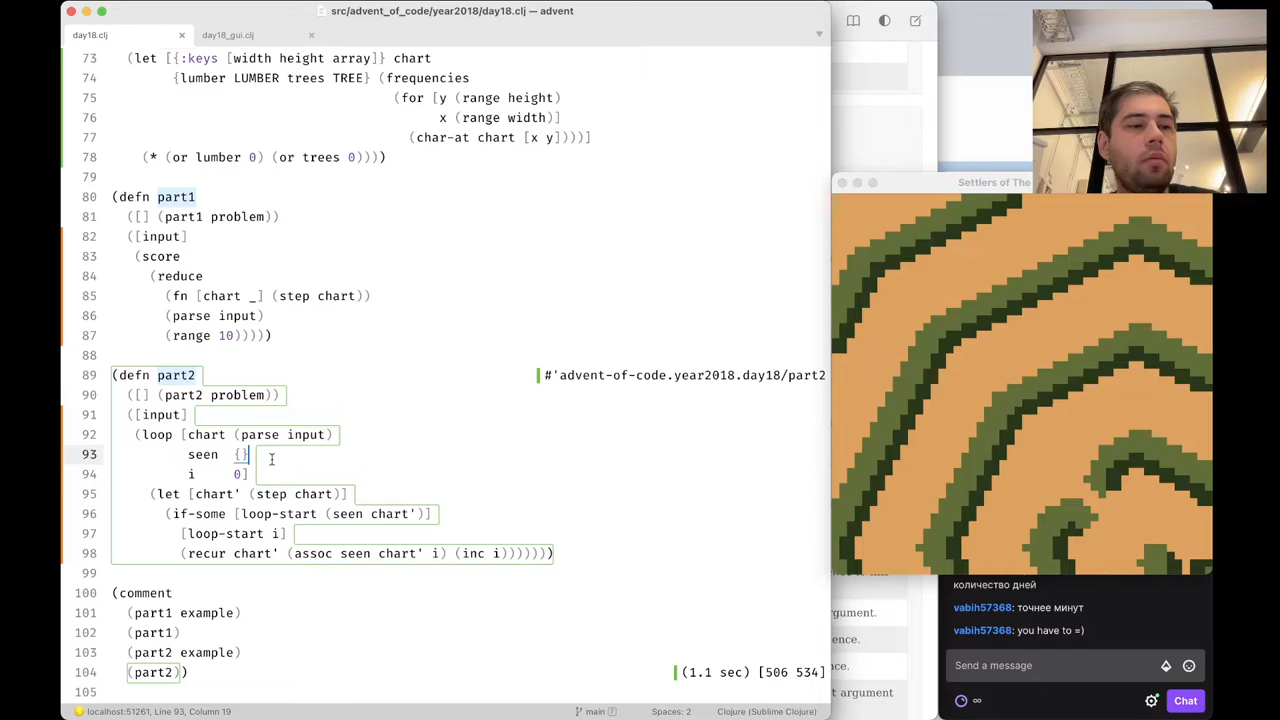 src/advent_of_code/year2018/day18.clj — advent
day18.clj ×
day18_gui.clj ×
73 (let [{:keys [width height array]} chart
74 {lumber LUMBER trees TREE} (frequencies
75 (for [y (range height)
76 x (range width)]
77 (char-at chart [x y])))]
78 (* (or lumber 0) (or trees 0))))
79
80 (defn part1
81 ([] (part1 problem))
82 ([input]
83 (score
84 (reduce
85 (fn [chart _] (step chart))
86 (parse input)
87 (range 10)))))
88
89 (defn part2 #'advent-of-code.year2018.day18/part2
90 ([] (part2 problem))
91 ([input]
92 (loop [chart (parse input)
93 seen {}
94 i 0]
95 (let [chart' (step chart)]
96 (if-some [loop-start (seen chart')]
97 [loop-start i]
98 (recur chart' (assoc seen chart' i) (inc i)))))))
99
100 (comment
101 (part1 example)
102 (part1)
103 (part2 example)
104 (part2)) (1.1 sec) [506 534]
105
localhost:51261, Line 93, Column 19
main 7
Spaces: 2
Clojure (Sublime Clojure)
Settlers of The
gument.
ence.
ce.
t argument
количество дней
vabih57368: точнее минут
vabih57368: you have to =)
Send a message
∞
Chat